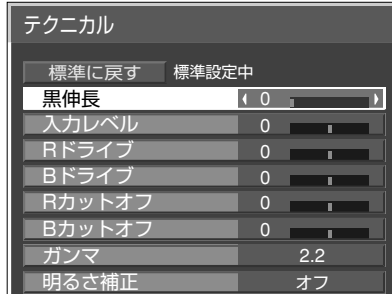 テクニカル
標準に戻す 標準設定中
黒伸長 0
入力レベル 0
Rドライブ 0
Bドライブ 0
Rカットオフ 0
Bカットオフ 0
ガンマ 2.2
明るさ補正 オフ